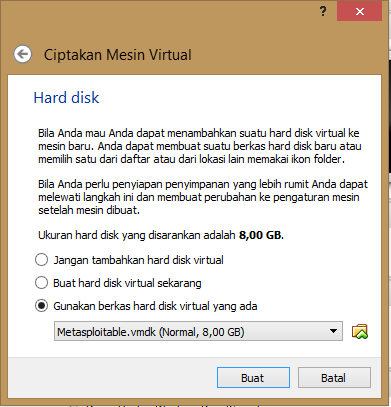 ?
Ciptakan Mesin Virtual
Hard disk
Bila Anda mau Anda dapat menambahkan suatu hard disk virtual ke
mesin baru. Anda dapat membuat suatu berkas hard disk baru atau
memilih satu dari daftar atau dari lokasi lain memakai ikon folder.
Bila Anda perlu penyiapan penyimpanan yang lebih rumit Anda dapat
melewati langkah ini dan membuat perubahan ke pengaturan mesin
setelah mesin dibuat.
Ukuran hard disk yang disarankan adalah 8,00 GB.
Jangan tambahkan hard disk virtual
Buat hard disk virtual sekarang
Gunakan berkas hard disk virtual yang ada
Metasploitable.vmdk (Normal, 8,00 GB)
Buat
Batal